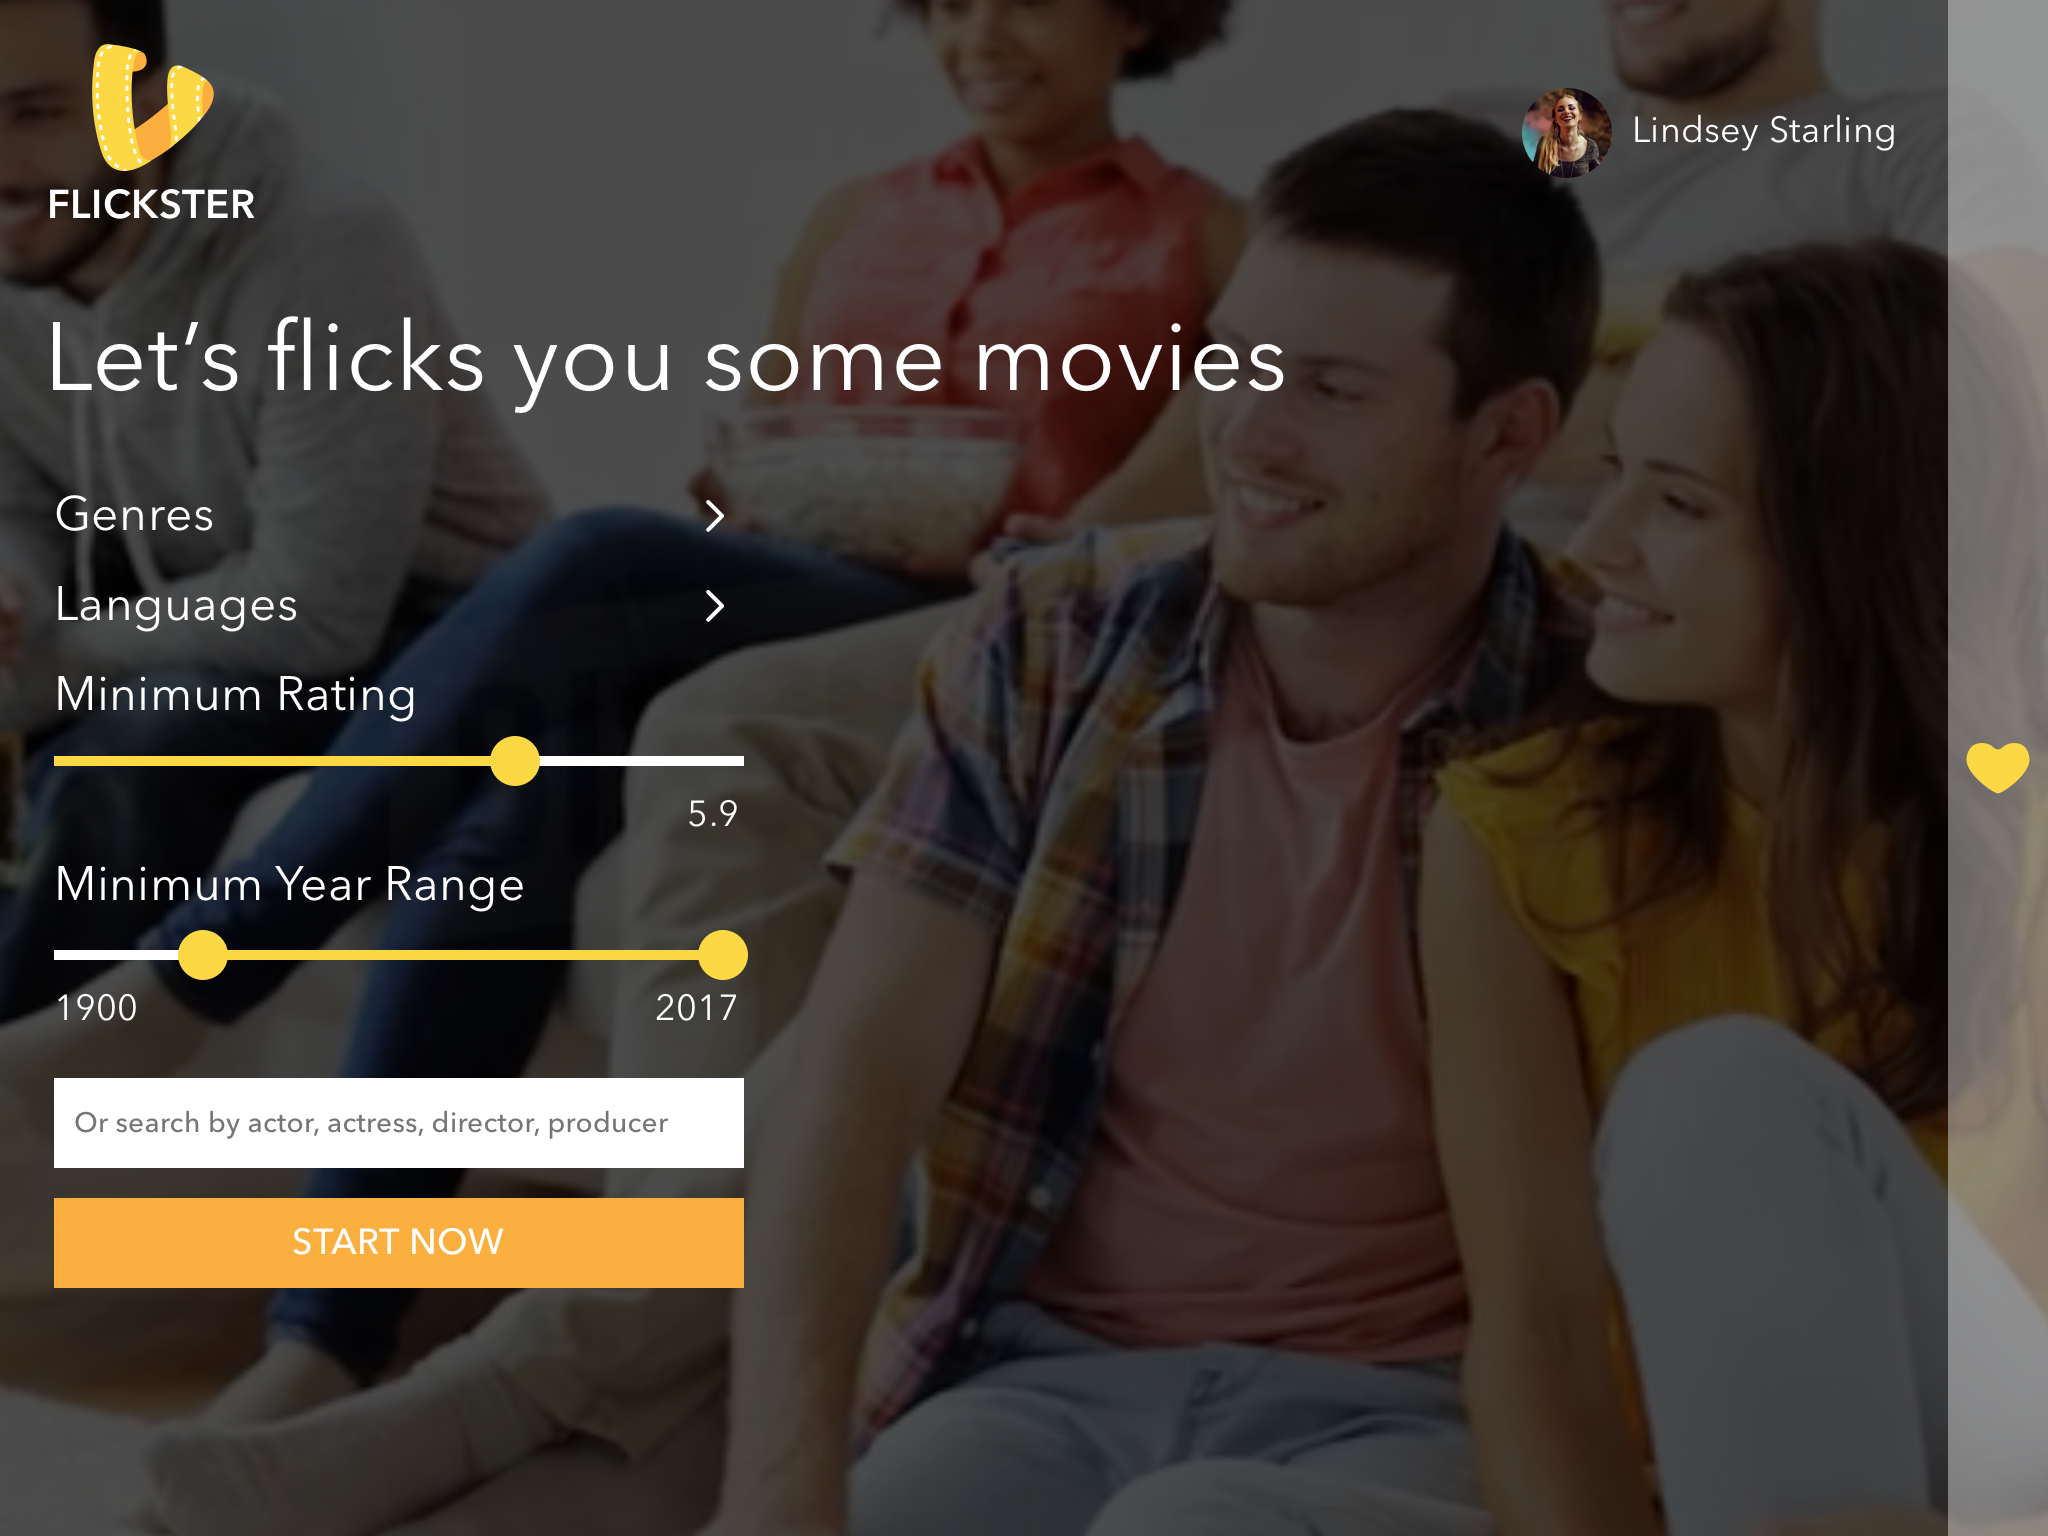 FLICKSTER
Lindsey Starling
Let’s flicks you some movies
Genres
Languages
Minimum Rating
5.9
Minimum Year Range
1900 2017
Or search by actor, actress, director, producer
START NOW